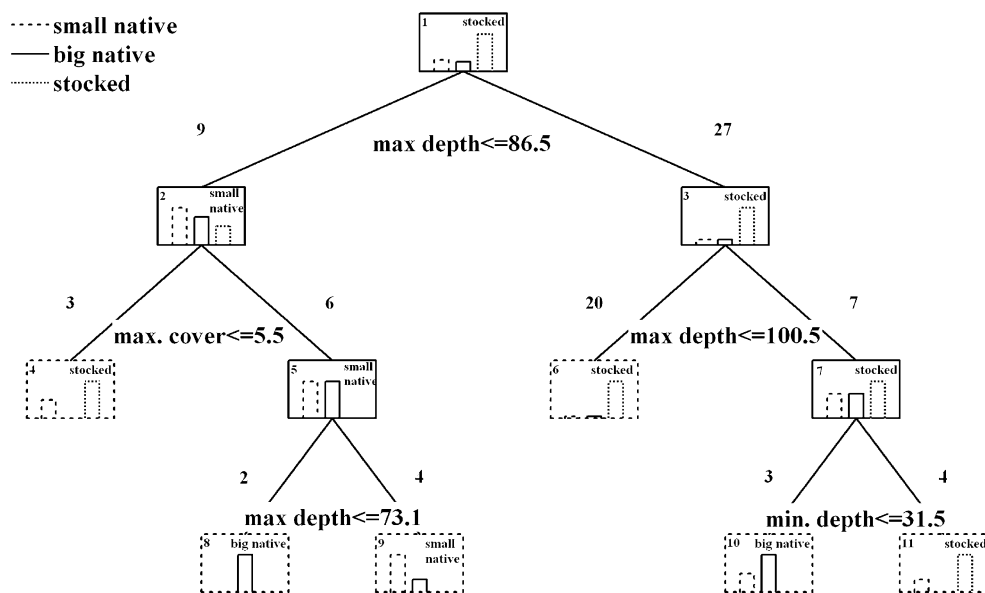 small native
big native
stocked
1 stocked
9
27
max depth<=86.5
2 small
native
3 stocked
3
6
20
7
max. cover<=5.5
max depth<=100.5
4 stocked
5 small
native
6 stocked
7 stocked
2
4
3
4
max depth<=73.1
min. depth<=31.5
8 big native
9 small
native
10 big native
11 stocked